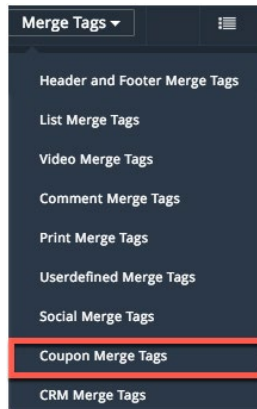 Merge Tags
Header and Footer Merge Tags
List Merge Tags
Video Merge Tags
Comment Merge Tags
Print Merge Tags
Userdefined Merge Tags
Social Merge Tags
Coupon Merge Tags
CRM Merge Tags